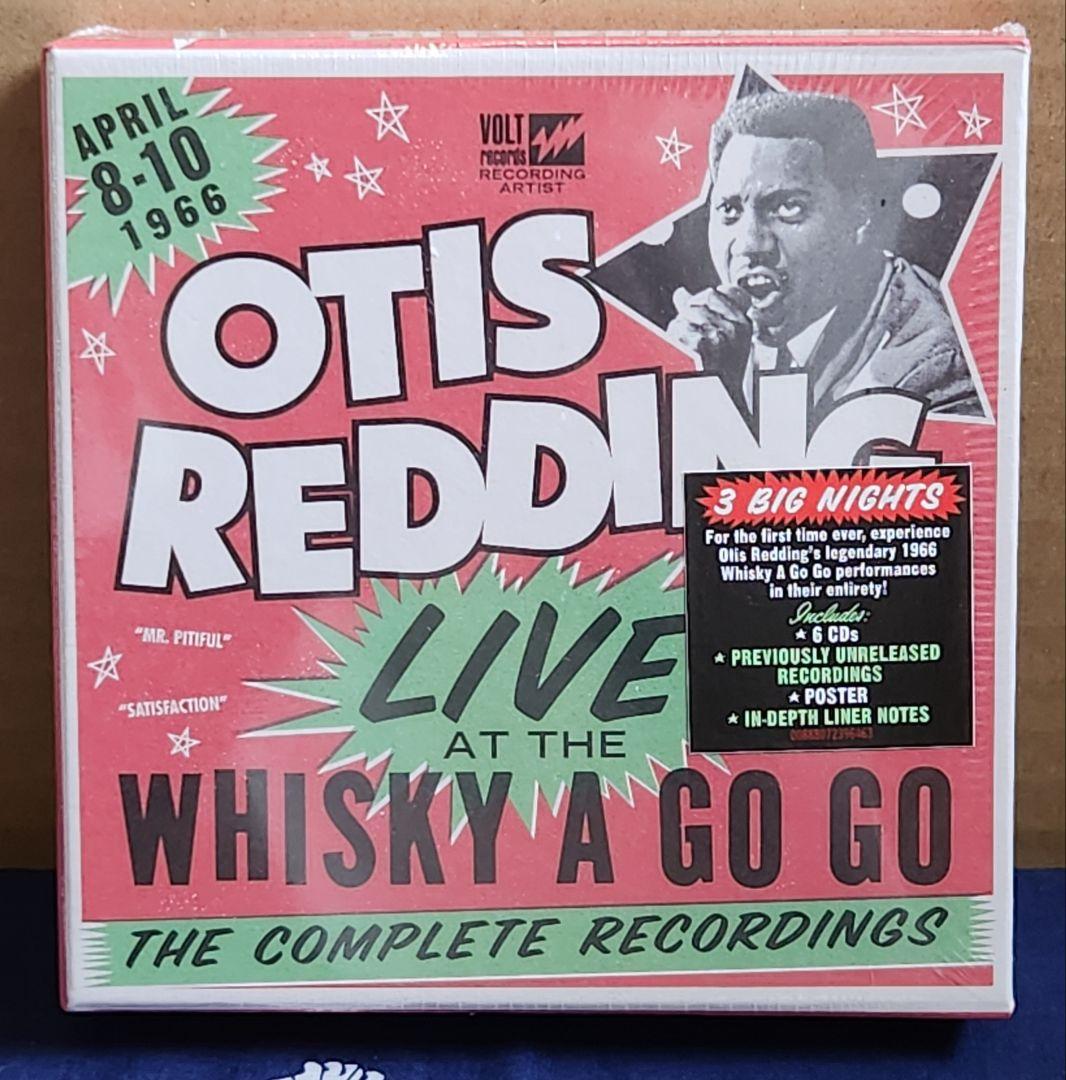 APRIL
8-10
1966
VOLT
records
RECORDING
ARTIST
OTIS
REDDING
3 BIG NIGHTS
For the first time ever, experience
Otis Redding's legendary 1966
Whisky A Go Go performances
in their entirety!
Includes:
★ 6 CDs
★ PREVIOUSLY UNRELEASED
RECORDINGS
★ POSTER
★ IN-DEPTH LINER NOTES
00888072396463
"MR. PITIFUL"
"SATISFACTION"
LIVE
AT THE
WHISKY A GO GO
THE COMPLETE RECORDINGS